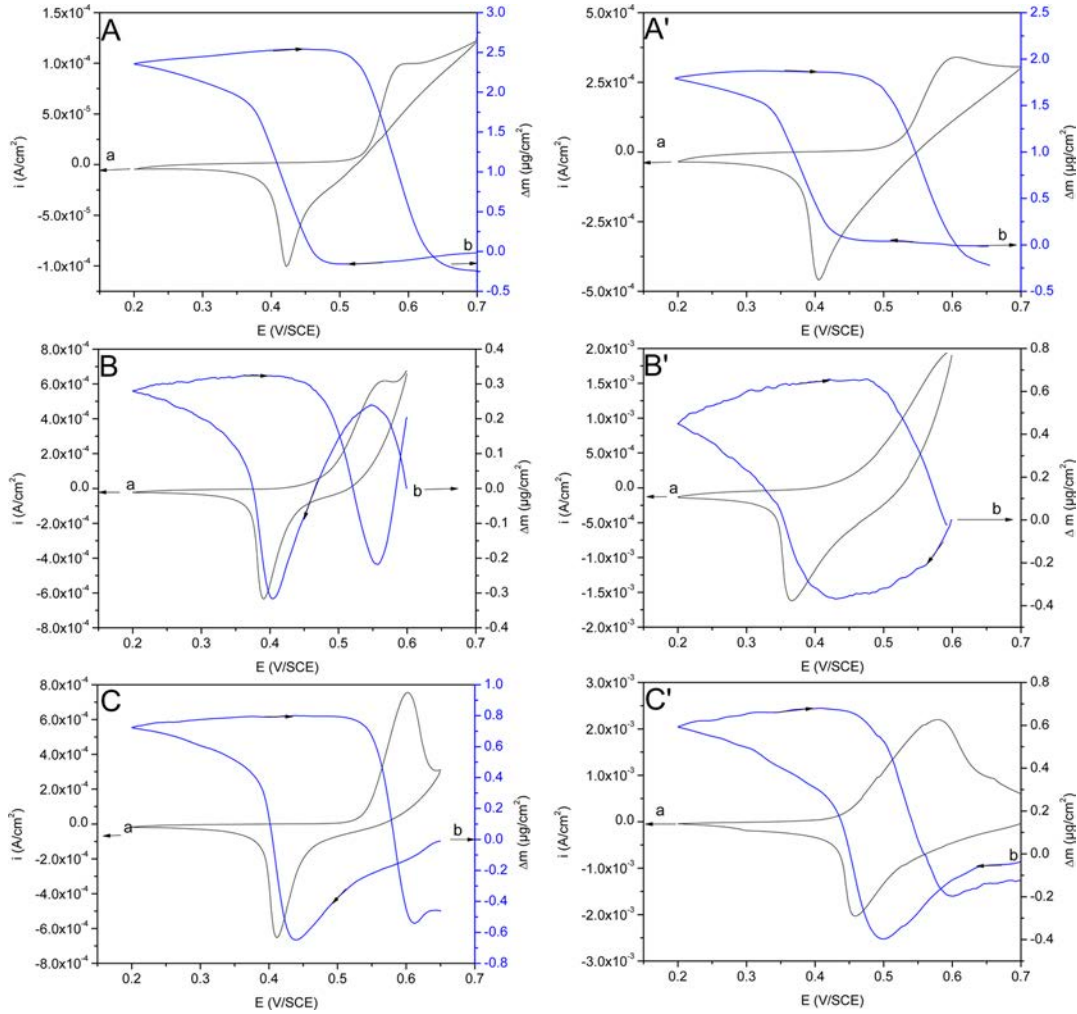 A
1.5x10⁻⁴
1.0x10⁻⁴
5.0x10⁻⁵
0.0
-5.0x10⁻⁵
-1.0x10⁻⁴
i (A/cm²)
a
b
3.0
2.5
2.0
1.5
1.0
0.5
0.0
-0.5
Δm (µg/cm²)
0.2 0.3 0.4 0.5 0.6 0.7
E (V/SCE)
A'
5.0x10⁻⁴
2.5x10⁻⁴
0.0
-2.5x10⁻⁴
-5.0x10⁻⁴
i (A/cm²)
a
b
2.5
2.0
1.5
1.0
0.5
0.0
-0.5
Δm (µg/cm²)
0.2 0.3 0.4 0.5 0.6 0.7
E (V/SCE)
B
8.0x10⁻⁴
6.0x10⁻⁴
4.0x10⁻⁴
2.0x10⁻⁴
0.0
-2.0x10⁻⁴
-4.0x10⁻⁴
-6.0x10⁻⁴
-8.0x10⁻⁴
i (A/cm²)
a
b
0.4
0.3
0.2
0.1
0.0
-0.1
-0.2
-0.3
-0.4
Δm (µg/cm²)
0.2 0.3 0.4 0.5 0.6 0.7
E (V/SCE)
B'
2.0x10⁻³
1.5x10⁻³
1.0x10⁻³
5.0x10⁻⁴
0.0
-5.0x10⁻⁴
-1.0x10⁻³
-1.5x10⁻³
-2.0x10⁻³
i (A/cm²)
a
b
0.8
0.6
0.4
0.2
0.0
-0.2
-0.4
Δ m (µg/cm²)
0.2 0.3 0.4 0.5 0.6 0.7
E (V/SCE)
C
8.0x10⁻⁴
6.0x10⁻⁴
4.0x10⁻⁴
2.0x10⁻⁴
0.0
-2.0x10⁻⁴
-4.0x10⁻⁴
-6.0x10⁻⁴
-8.0x10⁻⁴
i (A/cm²)
a
b
1.0
0.8
0.6
0.4
0.2
0.0
-0.2
-0.4
-0.6
-0.8
Δm (µg/cm²)
0.2 0.3 0.4 0.5 0.6 0.7
E (V/SCE)
C'
3.0x10⁻³
2.0x10⁻³
1.0x10⁻³
0.0
-1.0x10⁻³
-2.0x10⁻³
-3.0x10⁻³
i (A/cm²)
a
b
0.8
0.6
0.4
0.2
0.0
-0.2
-0.4
Δm (µg/cm²)
0.2 0.3 0.4 0.5 0.6 0.7
E (V/SCE)